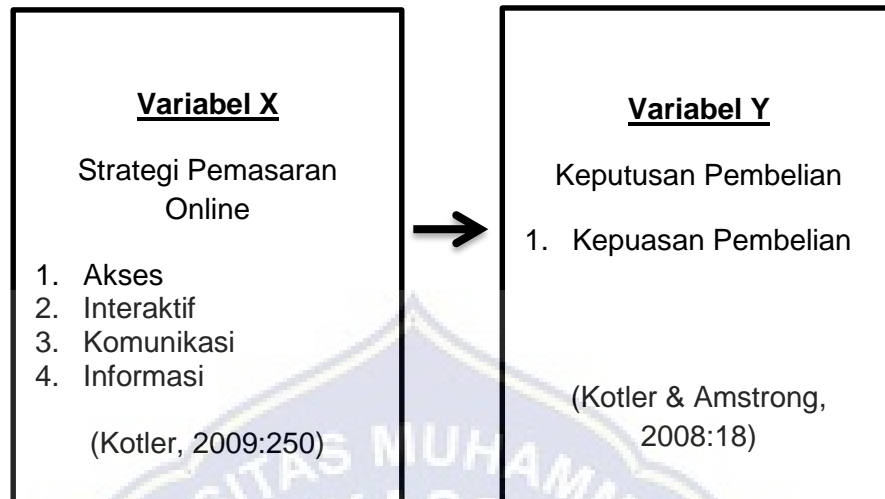 Variabel X
Strategi Pemasaran
Online
1. Akses
2. Interaktif
3. Komunikasi
4. Informasi
(Kotler, 2009:250)
Variabel Y
Keputusan Pembelian
1. Kepuasan Pembelian
(Kotler & Amstrong,
2008:18)